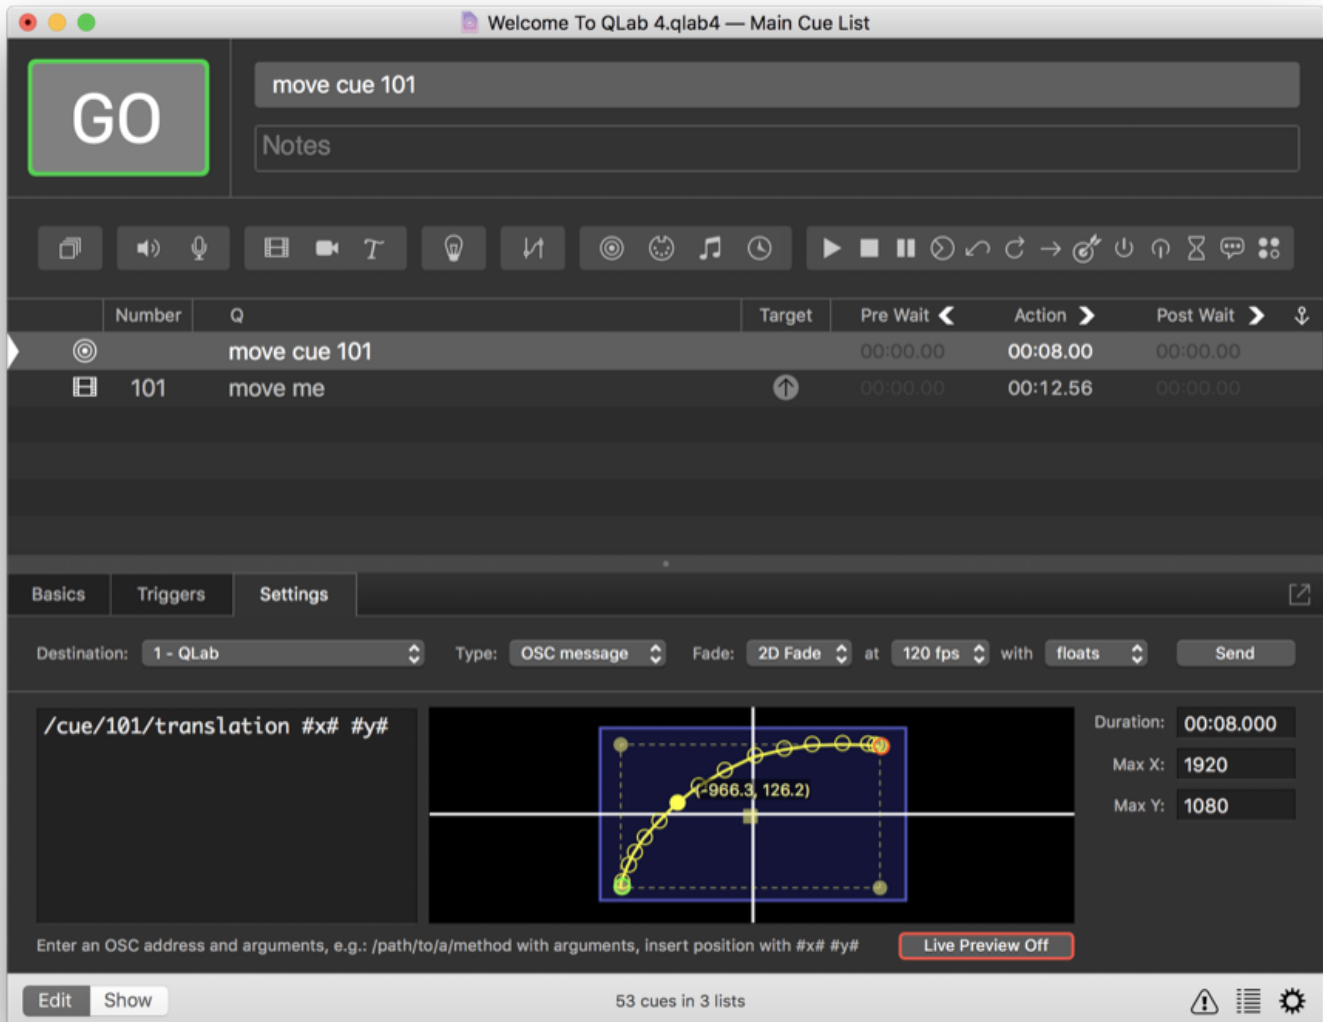 Welcome To QLab 4.qlab4 — Main Cue List
GO
move cue 101
Notes
Number Q Target Pre Wait Action Post Wait
move cue 101 00:00.00 00:08.00 00:00.00
101 move me 00:00.00 00:12.56 00:00.00
Basics Triggers Settings
Destination: 1 - QLab Type: OSC message Fade: 2D Fade at 120 fps with floats Send
/cue/101/translation #x# #y#
(-966.3, 126.2)
Duration: 00:08.000
Max X: 1920
Max Y: 1080
Enter an OSC address and arguments, e.g.: /path/to/a/method with arguments, insert position with #x# #y# Live Preview Off
Edit Show 53 cues in 3 lists